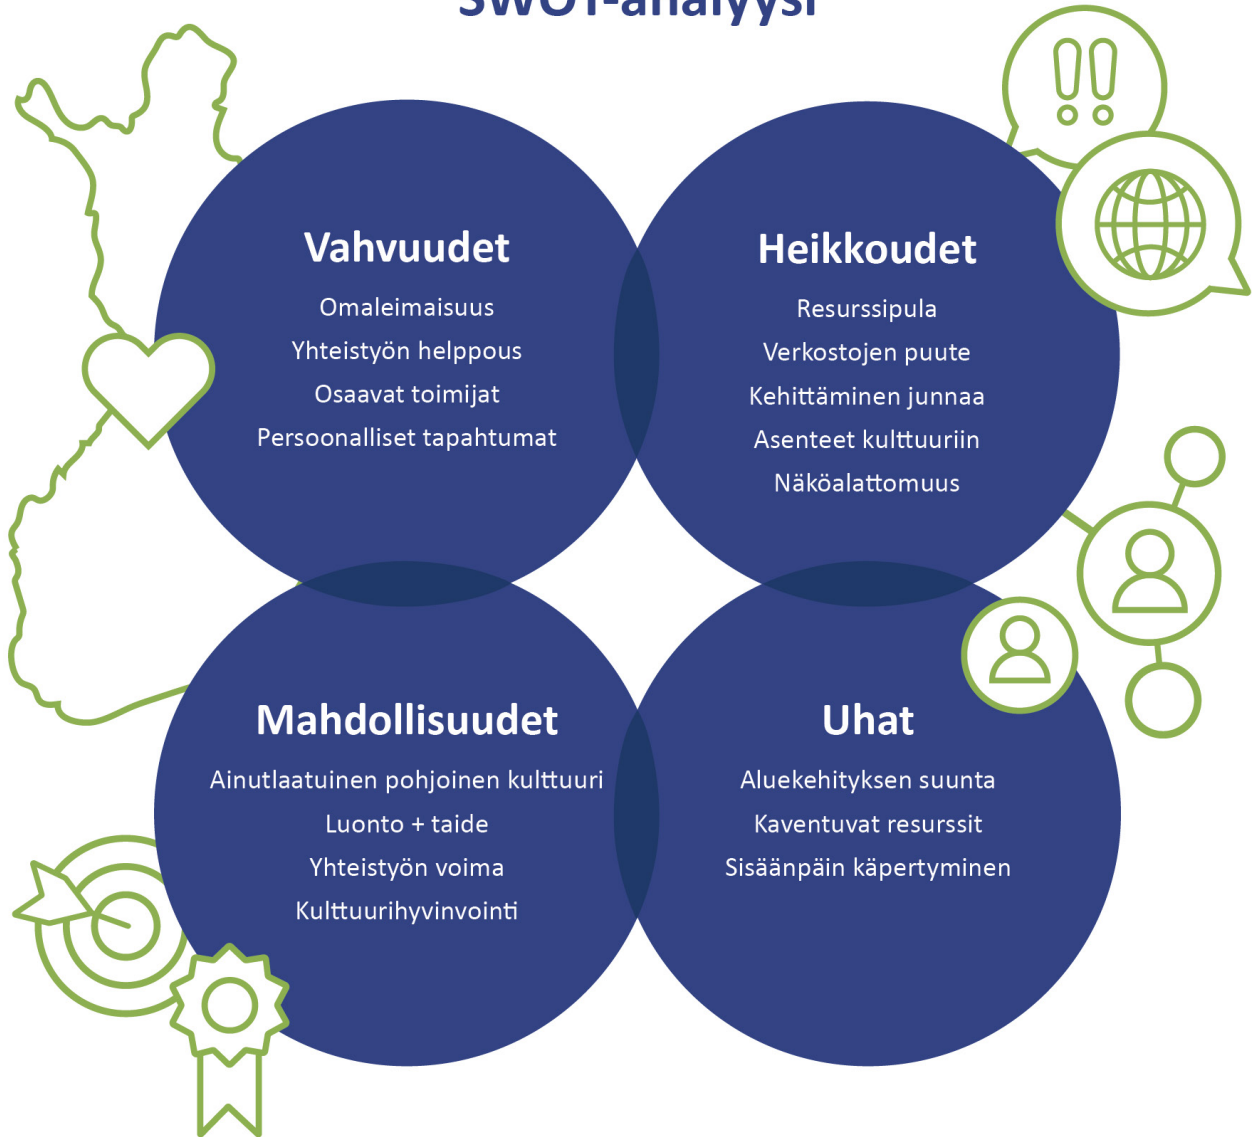 SWOT-analyysi
Vahvuudet
Omaleimaisuus
Yhteistyön helppous
Osaavat toimijat
Persoonalliset tapahtumat
Heikkoudet
Resurssipula
Verkostojen puute
Kehittäminen junnaa
Asenteet kulttuuriin
Näköalattomuus
Mahdollisuudet
Ainutlaatuinen pohjoinen kulttuuri
Luonto + taide
Yhteistyön voima
Kulttuurihyvinvointi
Uhat
Aluekehityksen suunta
Kaventuvat resurssit
Sisäänpäin käpertyminen